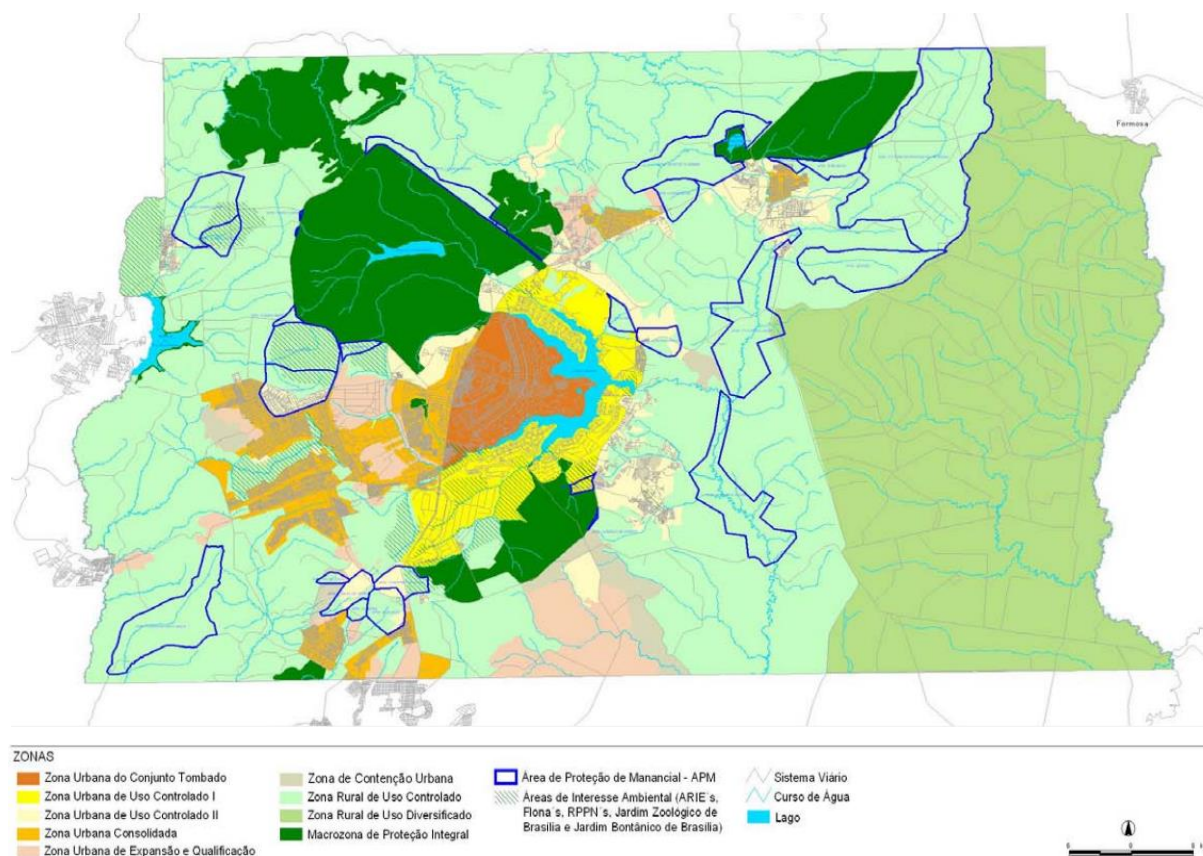 Formosa
ZONAS
Zona Urbana do Conjunto Tombado
Zona Urbana de Uso Controlado I
Zona Urbana de Uso Controlado II
Zona Urbana Consolidada
Zona Urbana de Expansão e Qualificação
Zona de Contenção Urbana
Zona Rural de Uso Controlado
Zona Rural de Uso Diversificado
Macrozona de Proteção Integral
Área de Proteção de Manancial - APM
Áreas de Interesse Ambiental (ARIE´s,
Flona´s, RPPN´s, Jardim Zoológico de
Brasília e Jardim Bontânico de Brasília)
Sistema Viário
Curso de Água
Lago